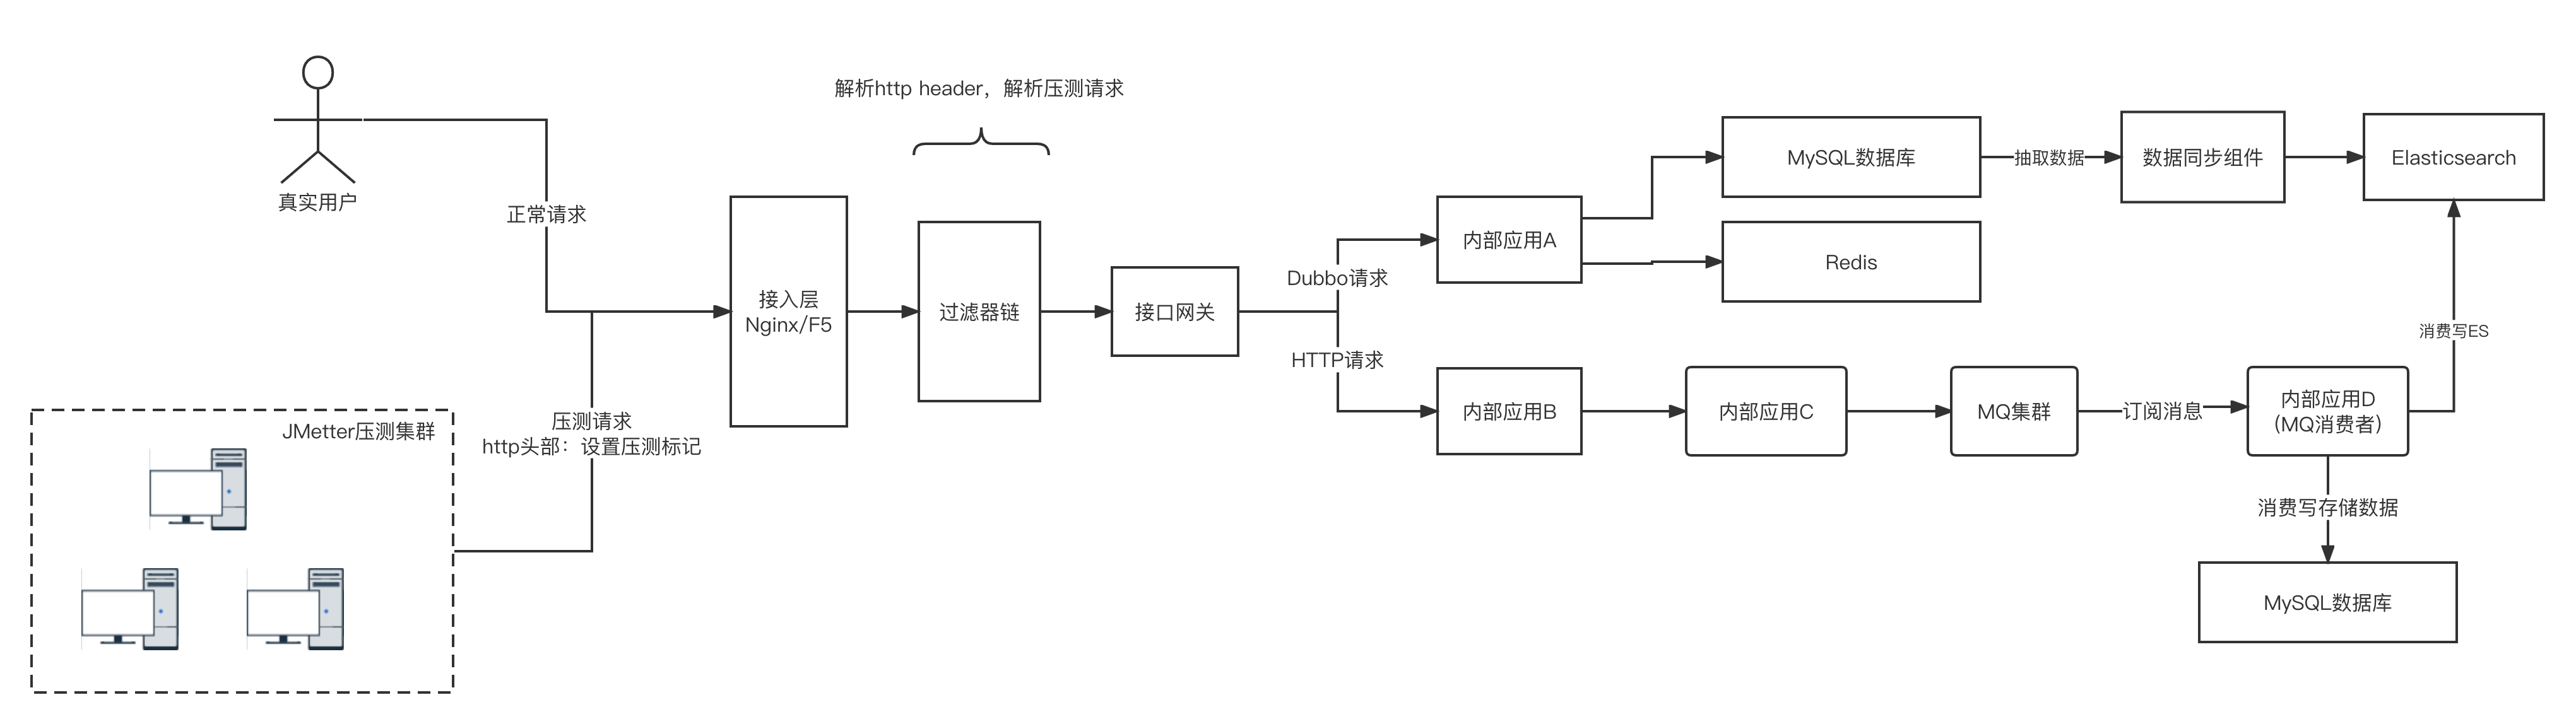 解析http header，解析压测请求
真实用户
正常请求
JMetter压测集群
压测请求
http头部：设置压测标记
接入层
Nginx/F5
过滤器链
接口网关
Dubbo请求
HTTP请求
内部应用A
MySQL数据库
抽取数据
数据同步组件
Elasticsearch
Redis
内部应用B
内部应用C
MQ集群
订阅消息
内部应用D
(MQ消费者)
消费写ES
消费写存储数据
MySQL数据库